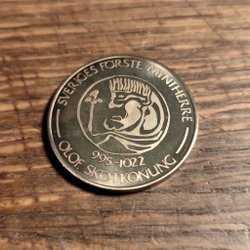 SVERIGES FÖRSTE MYNTHERRE
995-1022
OLOF SKÖTKONUNG